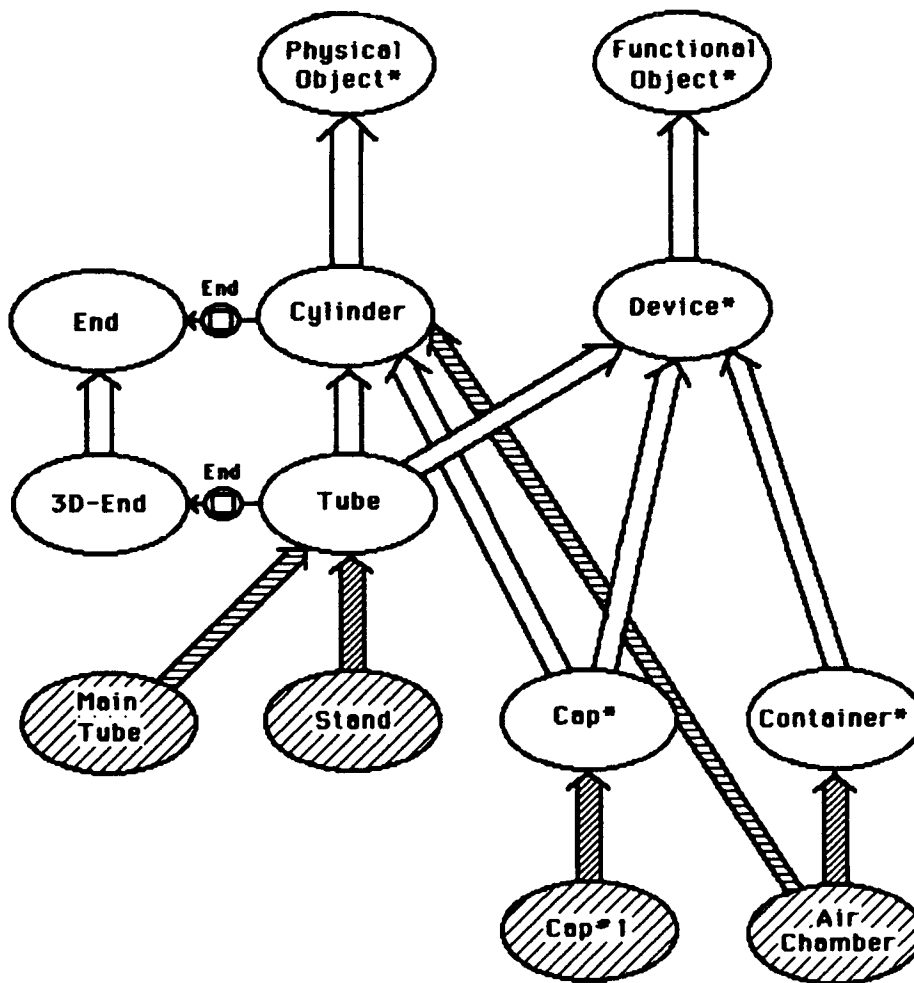 Physical
Object*
Functional
Object*
End
End
Cylinder
Device*
End
3D-End
Tube
Main
Tube
Stand
Cap*
Container*
Cap*1
Air
Chamber